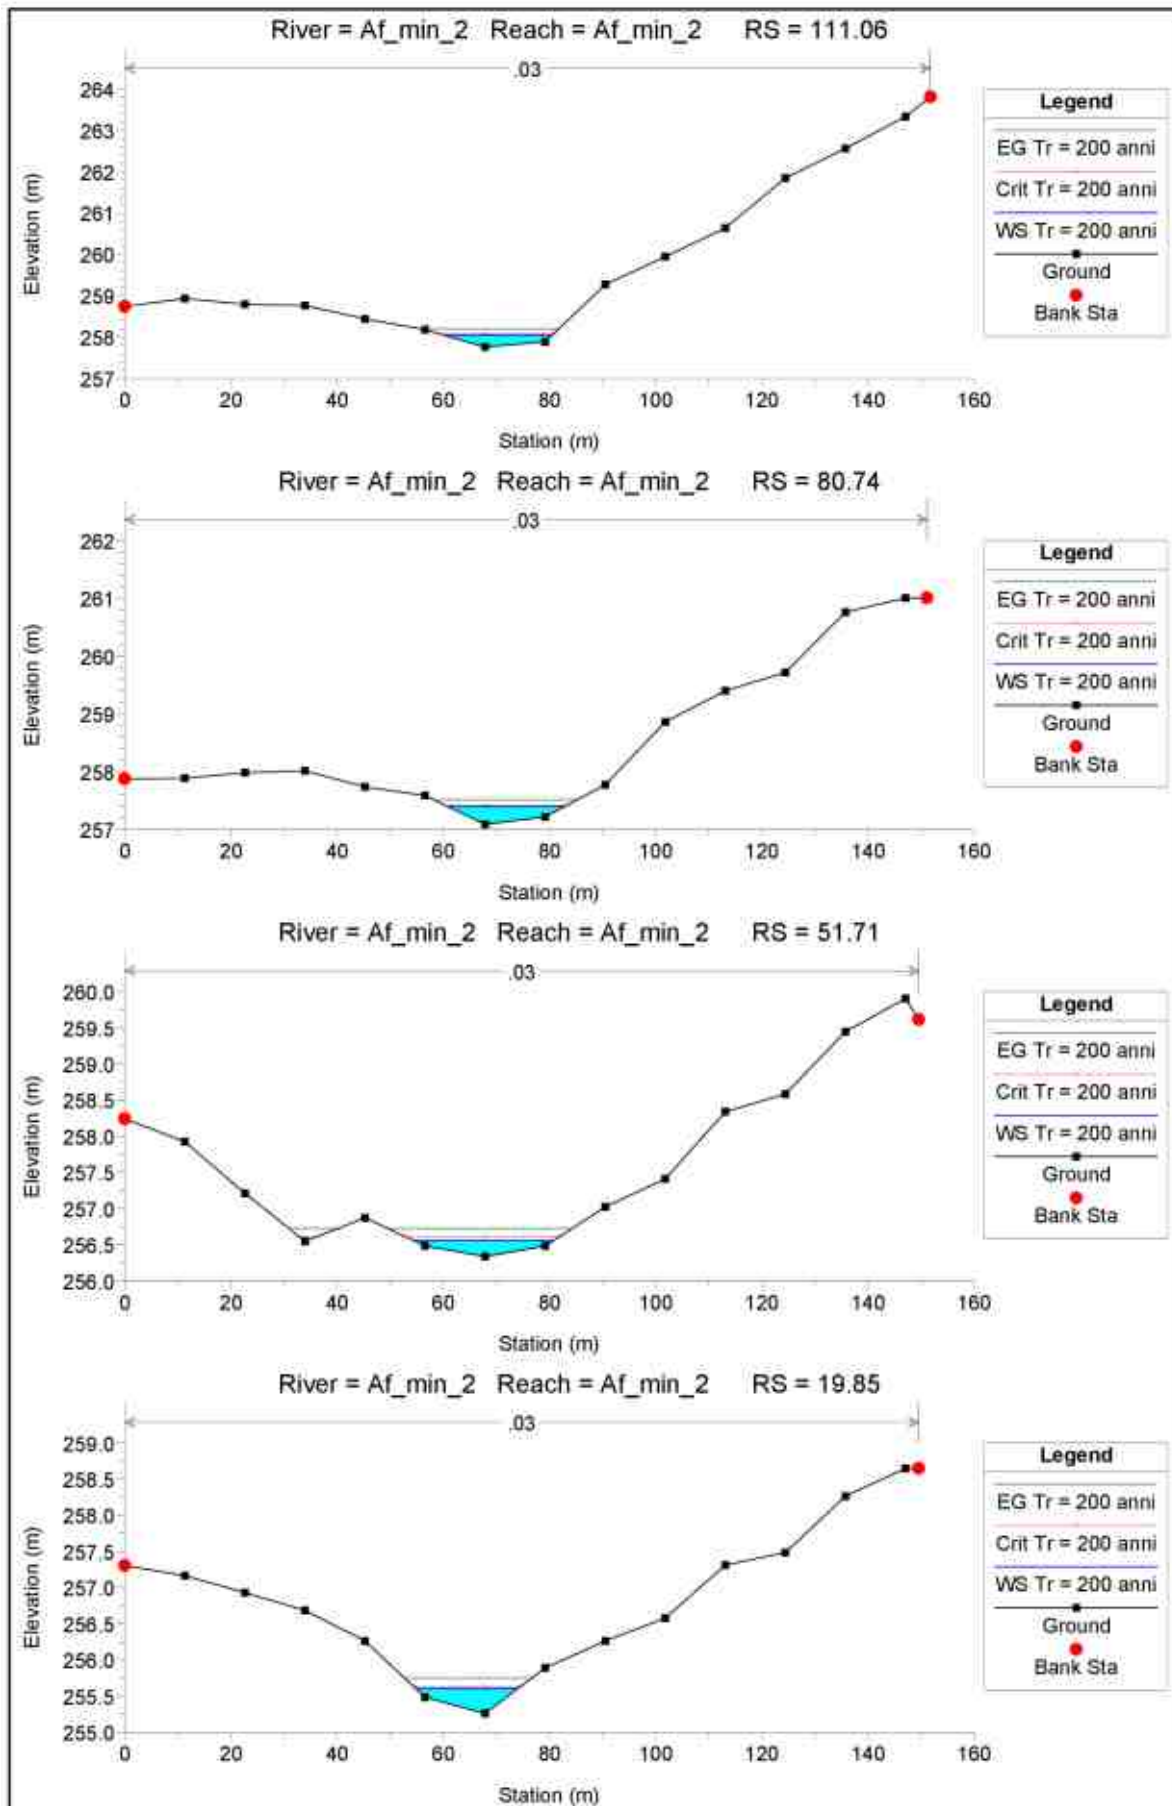 River = Af_min_2 Reach = Af_min_2 RS = 111.06
.03
264
263
262
261
260
259
258
257
Elevation (m)
0 20 40 60 80 100 120 140 160
Station (m)
Legend
EG Tr = 200 anni
Crit Tr = 200 anni
WS Tr = 200 anni
Ground
Bank Sta
River = Af_min_2 Reach = Af_min_2 RS = 80.74
.03
262
261
260
259
258
257
Elevation (m)
0 20 40 60 80 100 120 140 160
Station (m)
Legend
EG Tr = 200 anni
Crit Tr = 200 anni
WS Tr = 200 anni
Ground
Bank Sta
River = Af_min_2 Reach = Af_min_2 RS = 51.71
.03
260.0
259.5
259.0
258.5
258.0
257.5
257.0
256.5
256.0
Elevation (m)
0 20 40 60 80 100 120 140 160
Station (m)
Legend
EG Tr = 200 anni
Crit Tr = 200 anni
WS Tr = 200 anni
Ground
Bank Sta
River = Af_min_2 Reach = Af_min_2 RS = 19.85
.03
259.0
258.5
258.0
257.5
257.0
256.5
256.0
255.5
255.0
Elevation (m)
0 20 40 60 80 100 120 140 160
Station (m)
Legend
EG Tr = 200 anni
Crit Tr = 200 anni
WS Tr = 200 anni
Ground
Bank Sta